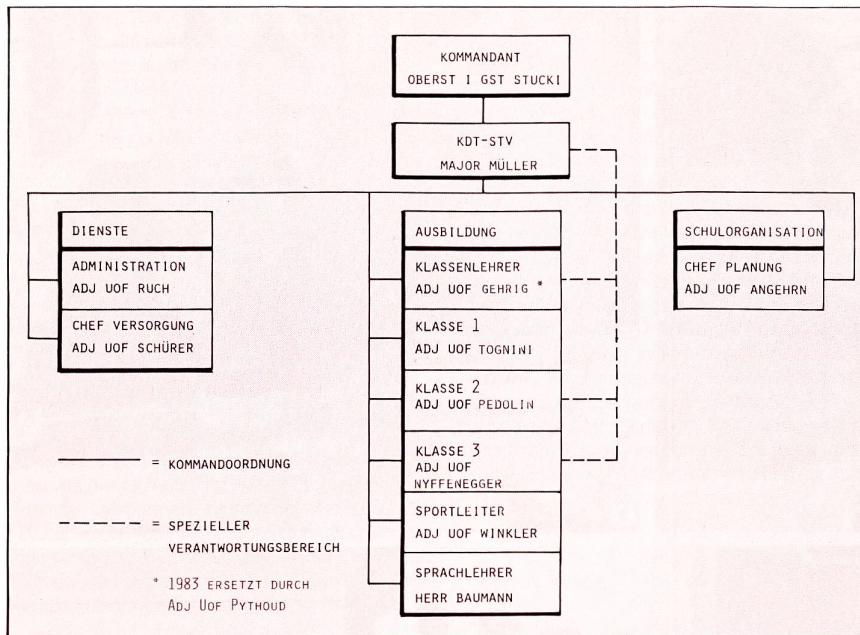 KOMMANDANT
OBERST I GST STUCKI
KDT-STV
MAJOR MÜLLER
DIENSTE
ADMINISTRATION
ADJ UOF RUCH
CHEF VERSORGUNG
ADJ UOF SCHÜRER
AUSBILDUNG
KLASSENLEHRER
ADJ UOF GEHRIG *
KLASSE 1
ADJ UOF TOGNINI
KLASSE 2
ADJ UOF PEDOLIN
KLASSE 3
ADJ UOF
NYFFENEGGER
SPORTLEITER
ADJ UOF WINKLER
SPRACHLEHRER
HERR BAUMANN
SCHULORGANISATION
CHEF PLANUNG
ADJ UOF ANGEHRN
= KOMMANDOORDNUNG
= SPEZIELLER
VERANTWORTUNGSBEREICH
* 1983 ERSETZT DURCH
ADJ UOF PYTHOUD